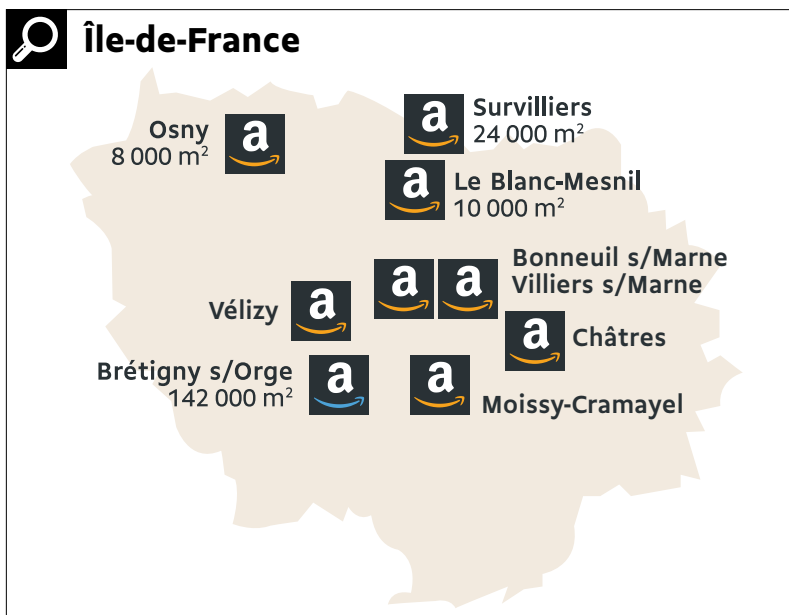 Île-de-France
Osny
8 000 m²
a
a
Survilliers
24 000 m²
a
Le Blanc-Mesnil
10 000 m²
a
a
Bonneuil s/Marne
Villiers s/Marne
Vélizy
a
a
Châtres
Brétigny s/Orge
142 000 m²
a
a
Moissy-Cramayel